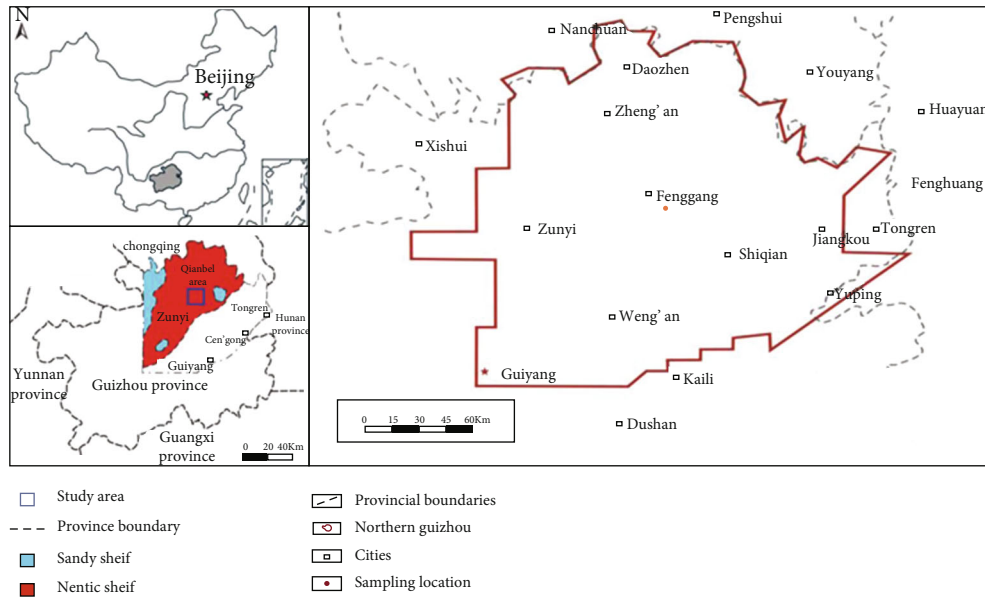 N
Beijing
chongqing
Qianbel
area
Zunyi
Tongren
Hunan
province
Cen'gong
Guiyang
Yunnan
province
Guizhou province
Guangxi
province
0 20 40Km
Pengshui
Nanchuan
Daozhen
Youyang
Zheng' an
Huayuan
Xishui
Fenggang
Fenghuang
Zunyi
Jiangkou
Tongren
Shiqian
Yuping
Weng' an
Guiyang
Kaili
Dushan
0 15 30 45 60Km
Study area
Province boundary
Sandy sheif
Nentic sheif
Provincial boundaries
Northern guizhou
Cities
Sampling location